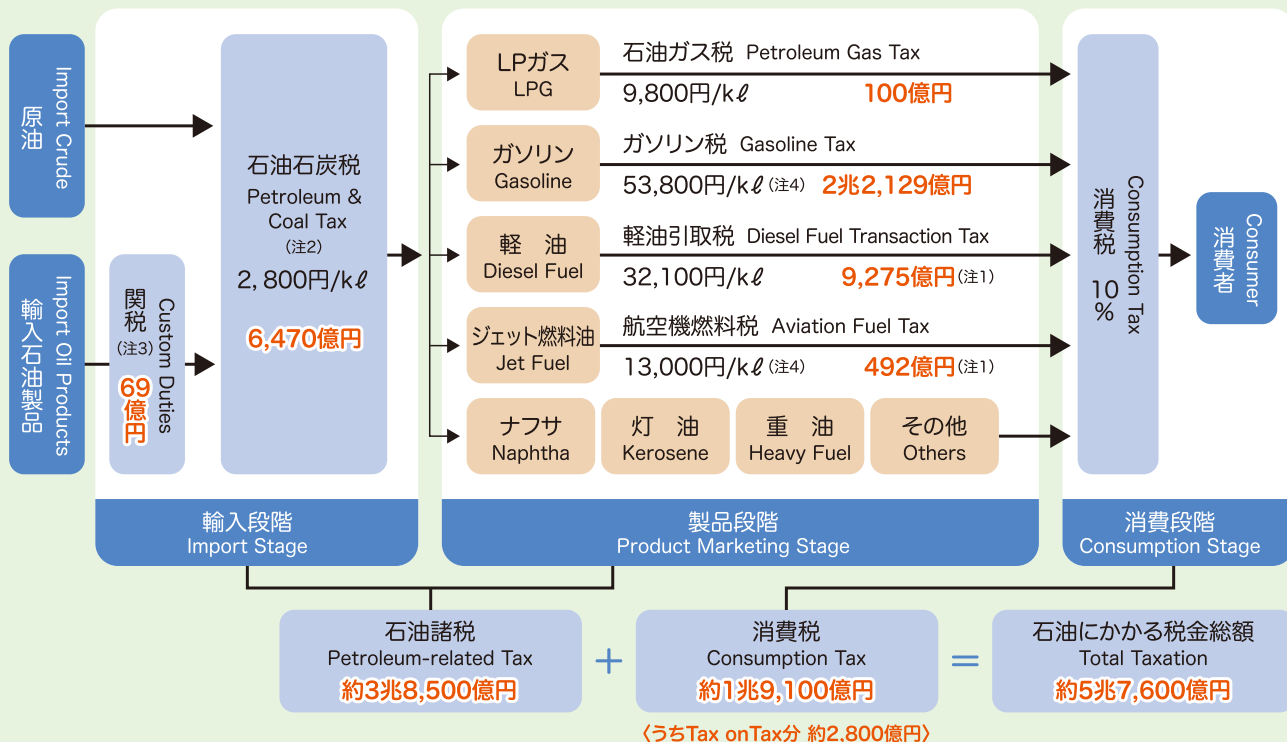 原油
Import Crude
輸入石油製品
Import Oil Products
関税
(注3)
69億円
Custom Duties
石油石炭税
Petroleum &
Coal Tax
(注2)
2,800円/kℓ
6,470億円
輸入段階
Import Stage
LPガス
LPG
石油ガス税 Petroleum Gas Tax
9,800円/kℓ 100億円
ガソリン
Gasoline
ガソリン税 Gasoline Tax
53,800円/kℓ(注4) 2兆2,129億円
軽 油
Diesel Fuel
軽油引取税 Diesel Fuel Transaction Tax
32,100円/kℓ 9,275億円(注1)
ジェット燃料油
Jet Fuel
航空機燃料税 Aviation Fuel Tax
13,000円/kℓ(注4) 492億円(注1)
ナフサ
Naphtha
灯 油
Kerosene
重 油
Heavy Fuel
その他
Others
製品段階
Product Marketing Stage
消費税 10%
Consumption Tax
消費者
Consumer
消費段階
Consumption Stage
石油諸税
Petroleum-related Tax
約3兆8,500億円
+
消費税
Consumption Tax
約1兆9,100億円
〈うちTax onTax分 約2,800億円〉
=
石油にかかる税金総額
Total Taxation
約5兆7,600億円